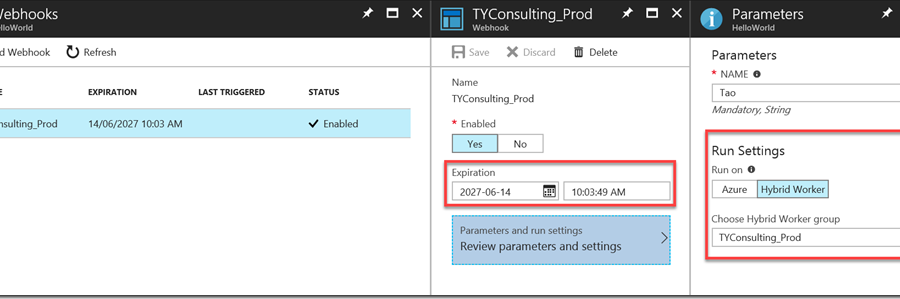 Webhooks
HelloWorld
Webhook
Refresh
EXPIRATION
LAST TRIGGERED
STATUS
nsulting_Prod
14/06/2027 10:03 AM
Enabled
TYConsulting_Prod
Webhook
Save
Discard
Delete
Name
TYConsulting_Prod
* Enabled
Yes
No
Expiration
2027-06-14
10:03:49 AM
Parameters and run settings
Review parameters and settings
Parameters
HelloWorld
Parameters
* NAME
Tao
Mandatory, String
Run Settings
Run on
Azure
Hybrid Worker
Choose Hybrid Worker group
TYConsulting_Prod